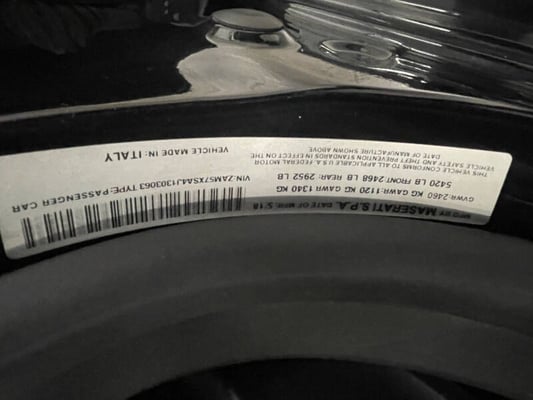 MFD BY MASERATI S.P.A. DATE OF MFR: 5/18
GVWR: 2460 KG GAWR: 1120 KG GAWR: 1340 KG
5420 LB FRONT: 2468 LB REAR: 2952 LB
THIS VEHICLE CONFORMS TO ALL APPLICABLE U.S.A. FEDERAL MOTOR
VEHICLE SAFETY AND THEFT PREVENTION STANDARDS IN EFFECT ON THE
DATE OF MANUFACTURE SHOWN ABOVE
VIN: ZAM57XSA4J1303063 TYPE: PASSENGER CAR
VEHICLE MADE IN: ITALY